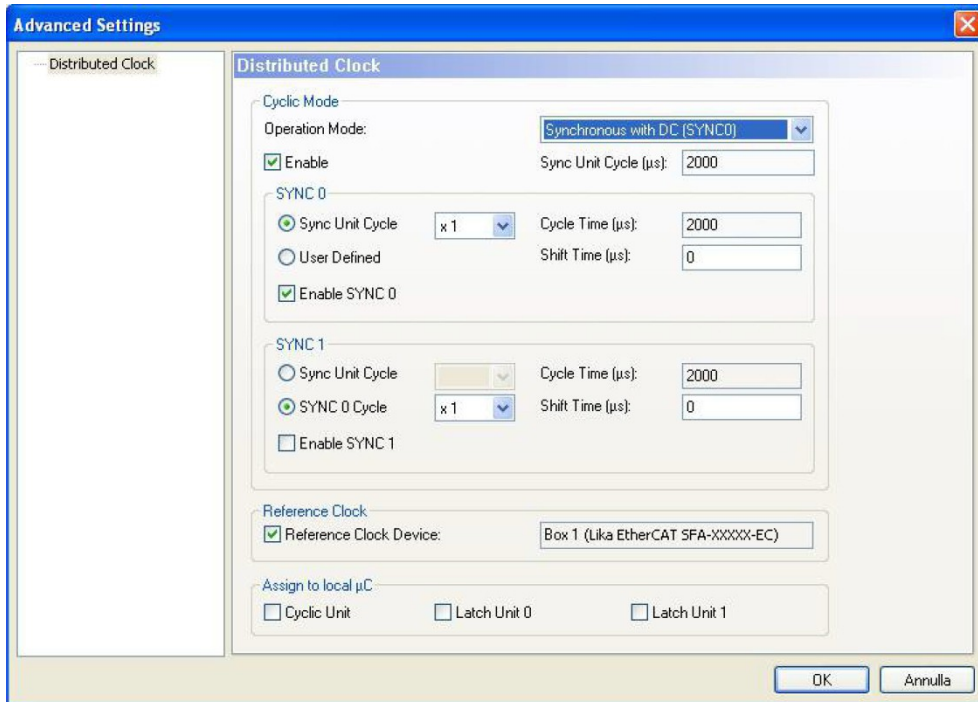 Advanced Settings
Distributed Clock
Distributed Clock
Cyclic Mode
Operation Mode: Synchronous with DC (SYNC0)
Enable Sync Unit Cycle (µs): 2000
SYNC 0
Sync Unit Cycle x 1 Cycle Time (µs): 2000
User Defined Shift Time (µs): 0
Enable SYNC 0
SYNC 1
Sync Unit Cycle Cycle Time (µs): 2000
SYNC 0 Cycle x 1 Shift Time (µs): 0
Enable SYNC 1
Reference Clock
Reference Clock Device: Box 1 (Lika EtherCAT SFA-XXXXX-EC)
Assign to local µC
Cyclic Unit Latch Unit 0 Latch Unit 1
OK Annulla